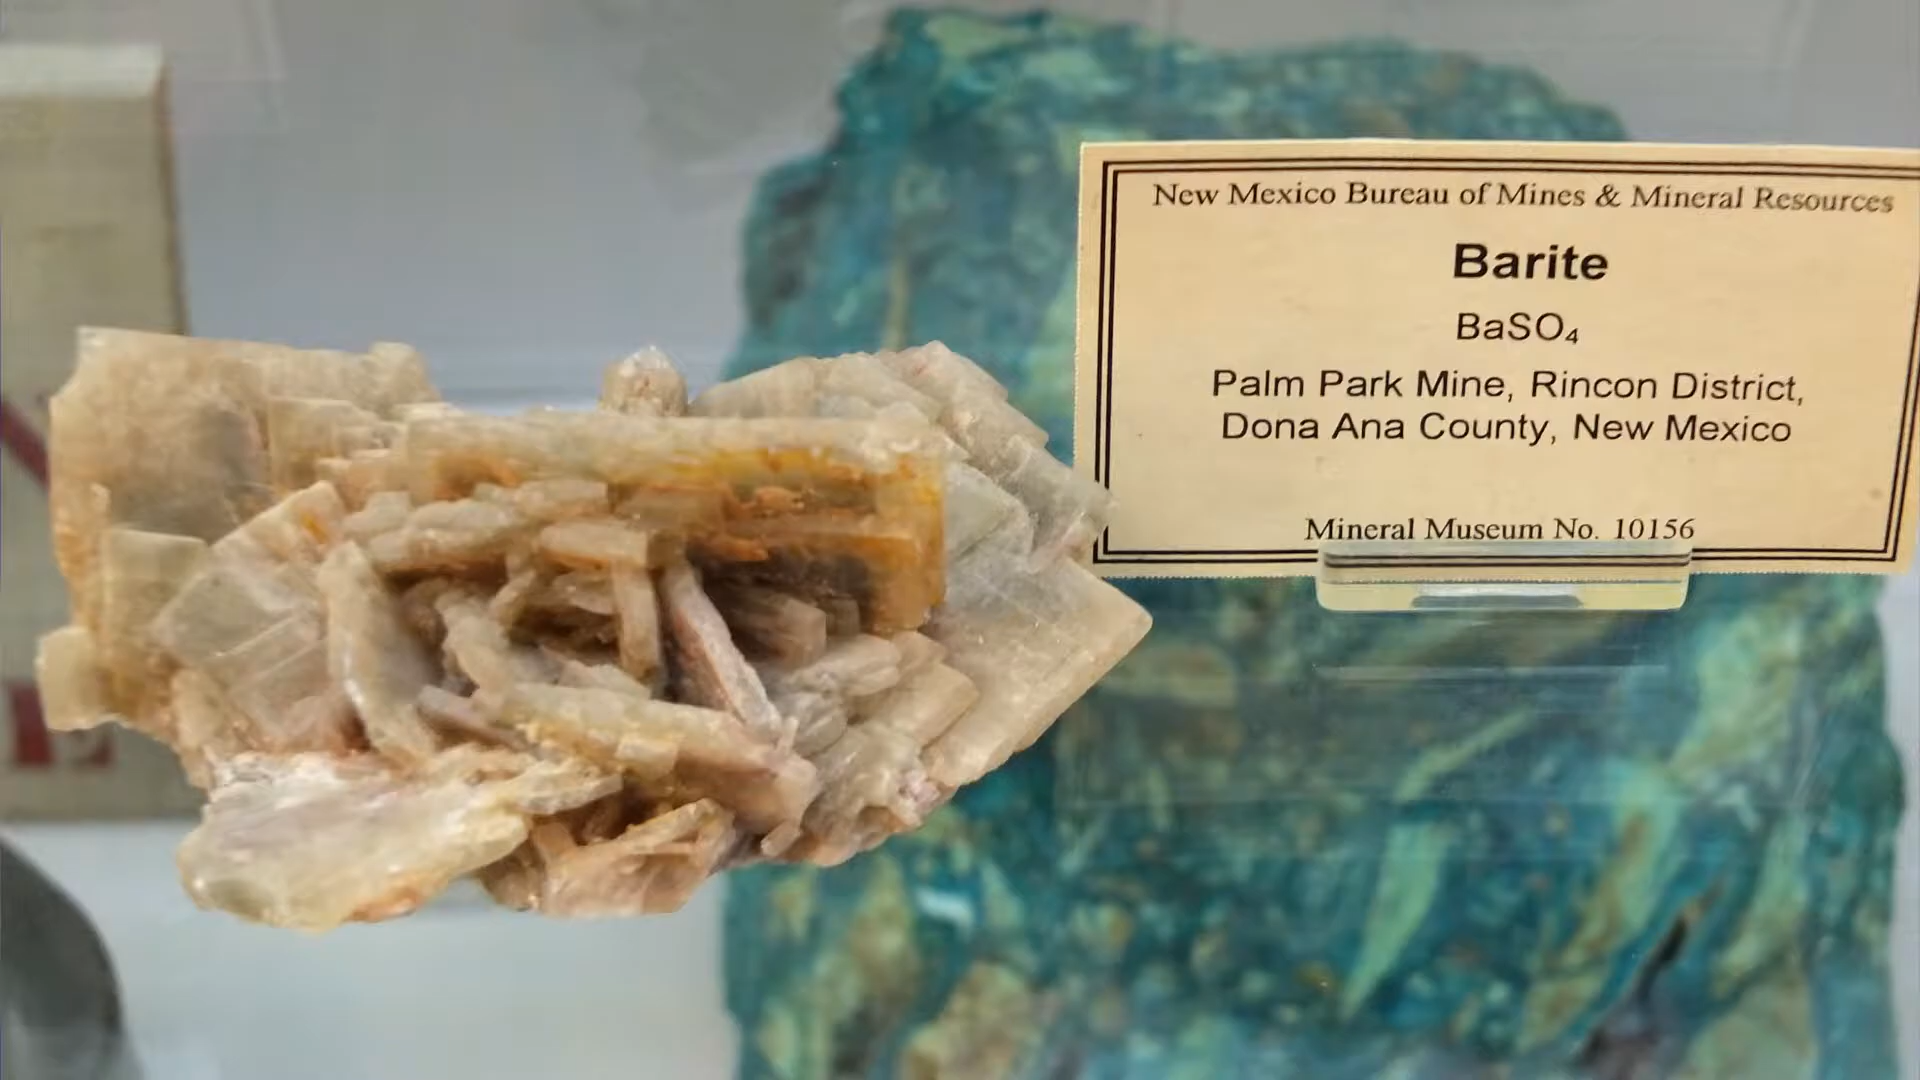 New Mexico Bureau of Mines & Mineral Resources
Barite
BaSO₄
Palm Park Mine, Rincon District,
Dona Ana County, New Mexico
Mineral Museum No. 10156